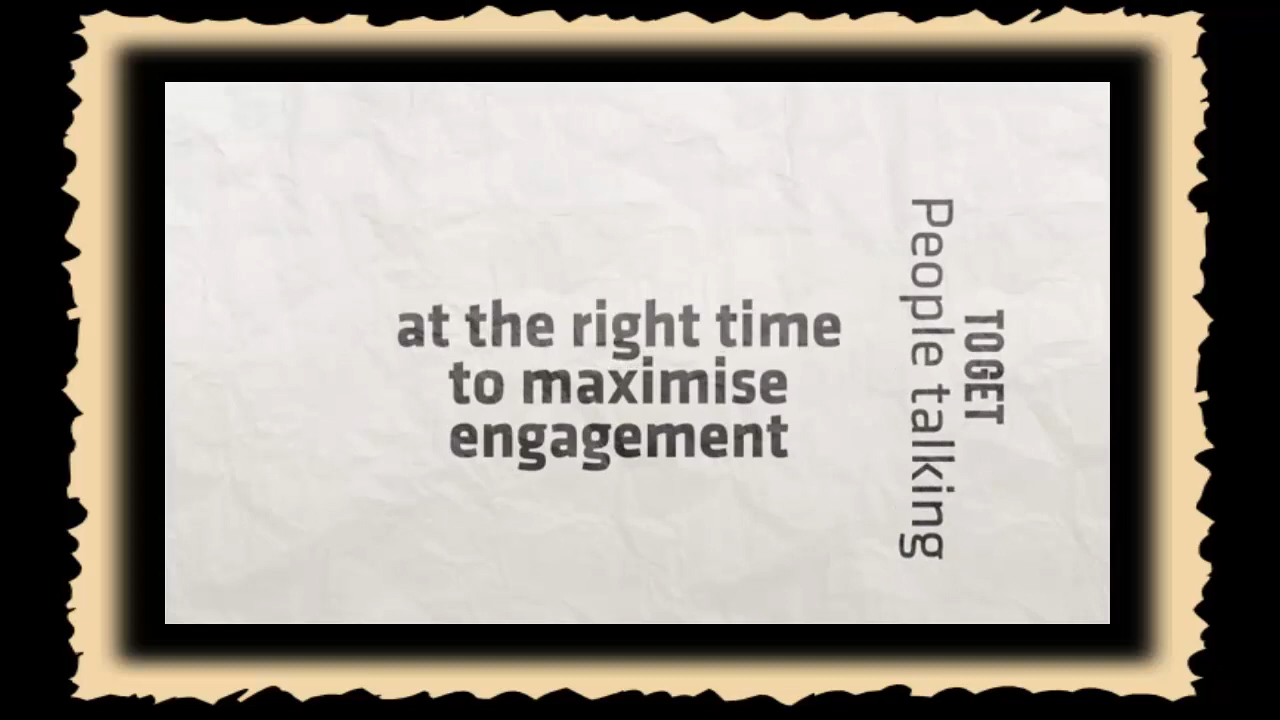 at the right time
to maximise
engagement
TOGET
People talking